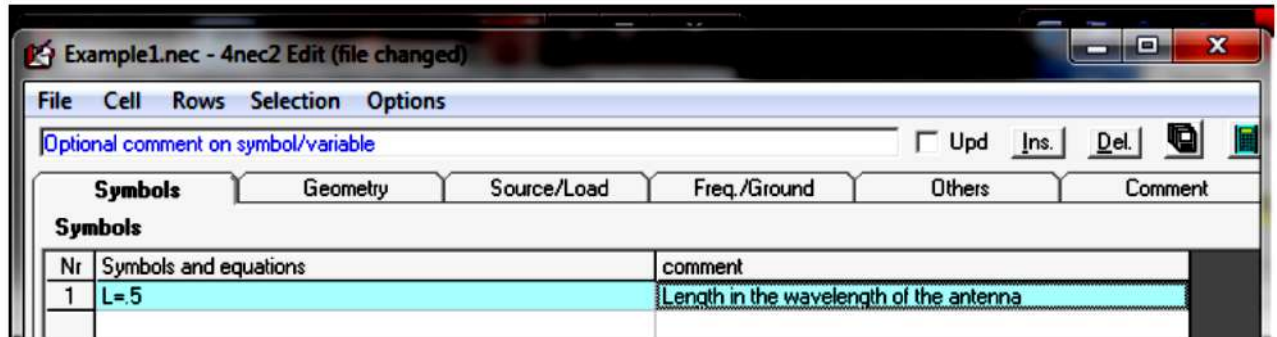 Example1.nec - 4nec2 Edit (file changed)
File Cell Rows Selection Options
Optional comment on symbol/variable Upd Ins. Del.
Symbols Geometry Source/Load Freq./Ground Others Comment
Symbols
Nr Symbols and equations comment
1 L=.5 Length in the wavelength of the antenna